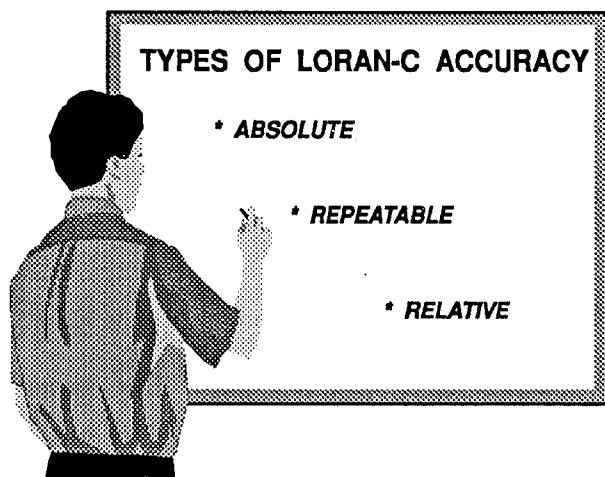 TYPES OF LORAN-C ACCURACY
* ABSOLUTE
* REPEATABLE
* RELATIVE